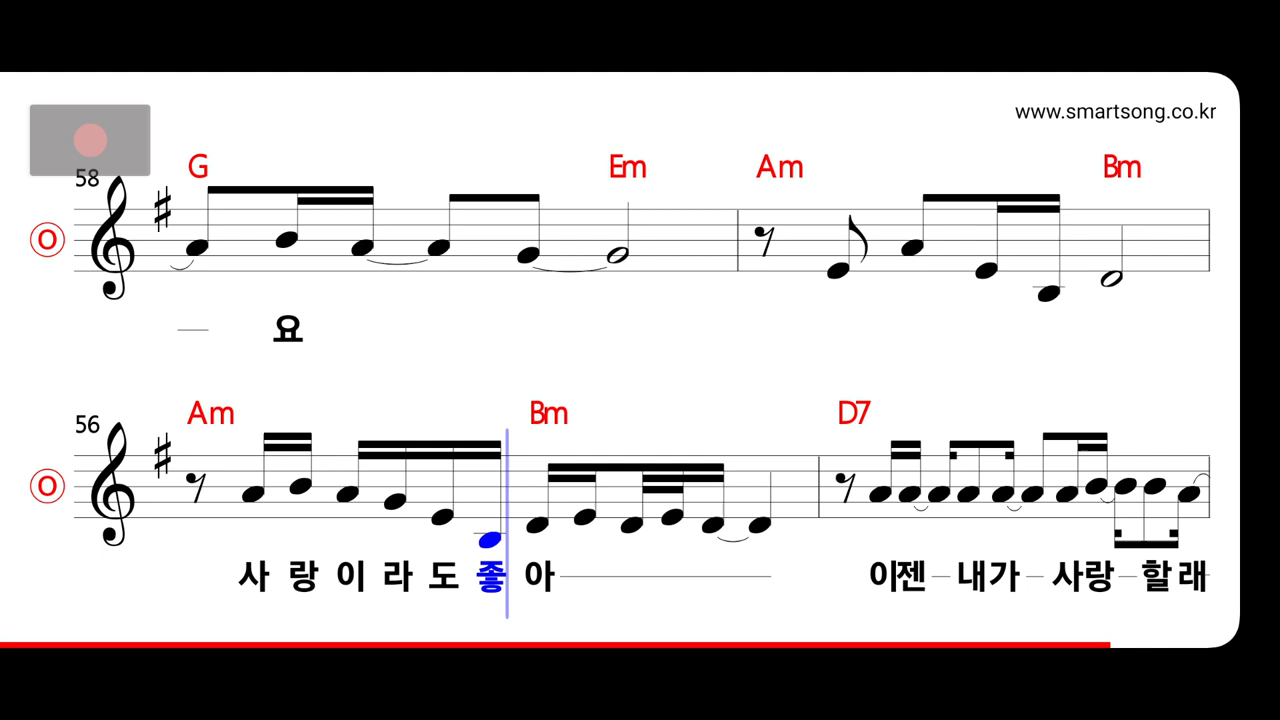 www.smartsong.co.kr
58 G Em Am Bm
O
요
56 Am Bm D7
O
사 랑 이 라 도 좋 아 이젠 내가 사랑 할 래